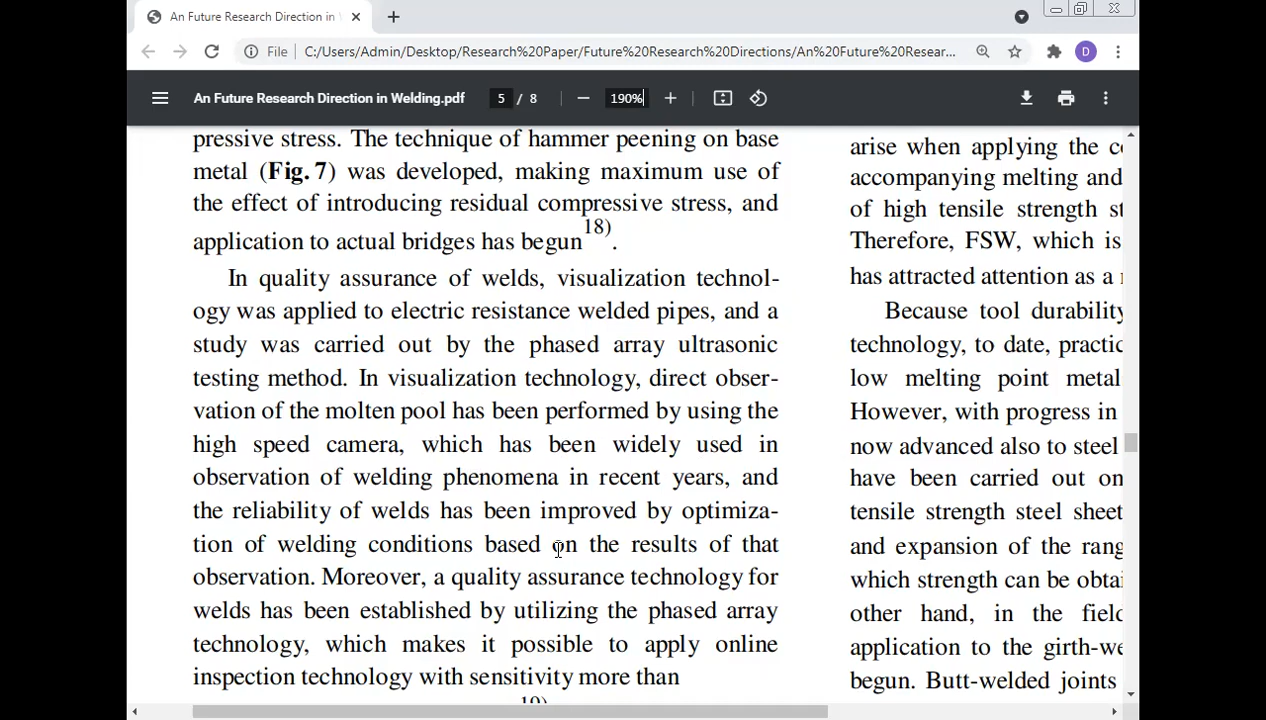 An Future Research Direction in
File C:/Users/Admin/Desktop/Research%20Paper/Future%20Research%20Directions/An%20Future%20Resear...
D
An Future Research Direction in Welding.pdf 5 / 8 190%
pressive stress. The technique of hammer peening on base
metal (Fig. 7) was developed, making maximum use of
the effect of introducing residual compressive stress, and
application to actual bridges has begun18).
In quality assurance of welds, visualization technol-
ogy was applied to electric resistance welded pipes, and a
study was carried out by the phased array ultrasonic
testing method. In visualization technology, direct obser-
vation of the molten pool has been performed by using the
high speed camera, which has been widely used in
observation of welding phenomena in recent years, and
the reliability of welds has been improved by optimiza-
tion of welding conditions based on the results of that
observation. Moreover, a quality assurance technology for
welds has been established by utilizing the phased array
technology, which makes it possible to apply online
inspection technology with sensitivity more than
arise when applying the
accompanying melting and
of high tensile strength
Therefore, FSW, which is
has attracted attention as a
Because tool durability
technology, to date,
low melting point
However, with progress in
now advanced also to steel
have been carried out on
tensile strength steel
and expansion of the
which strength can be
other hand, in the
application to the
begun. Butt-welded joints